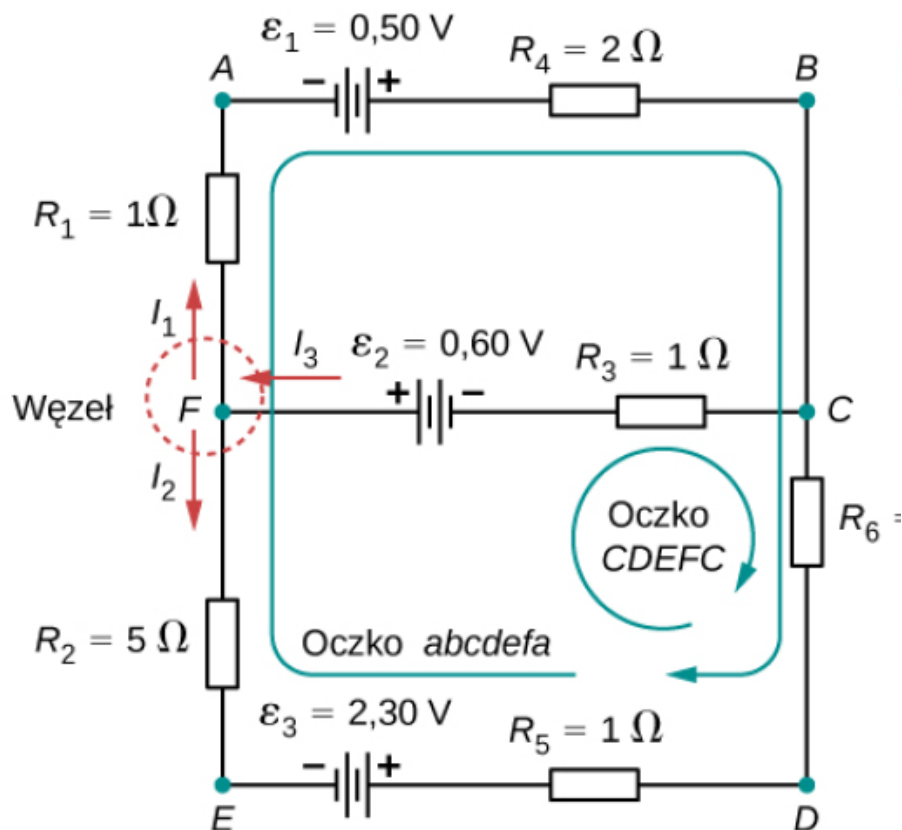 ε₁ = 0,50 V
R₄ = 2 Ω
A
B
− +
R₁ = 1Ω
I₁
I₃
ε₂ = 0,60 V
R₃ = 1 Ω
+ −
Węzeł
F
C
I₂
Oczko
CDEFC
R₆ =
R₂ = 5 Ω
Oczko abcdefa
ε₃ = 2,30 V
R₅ = 1 Ω
− +
E
D